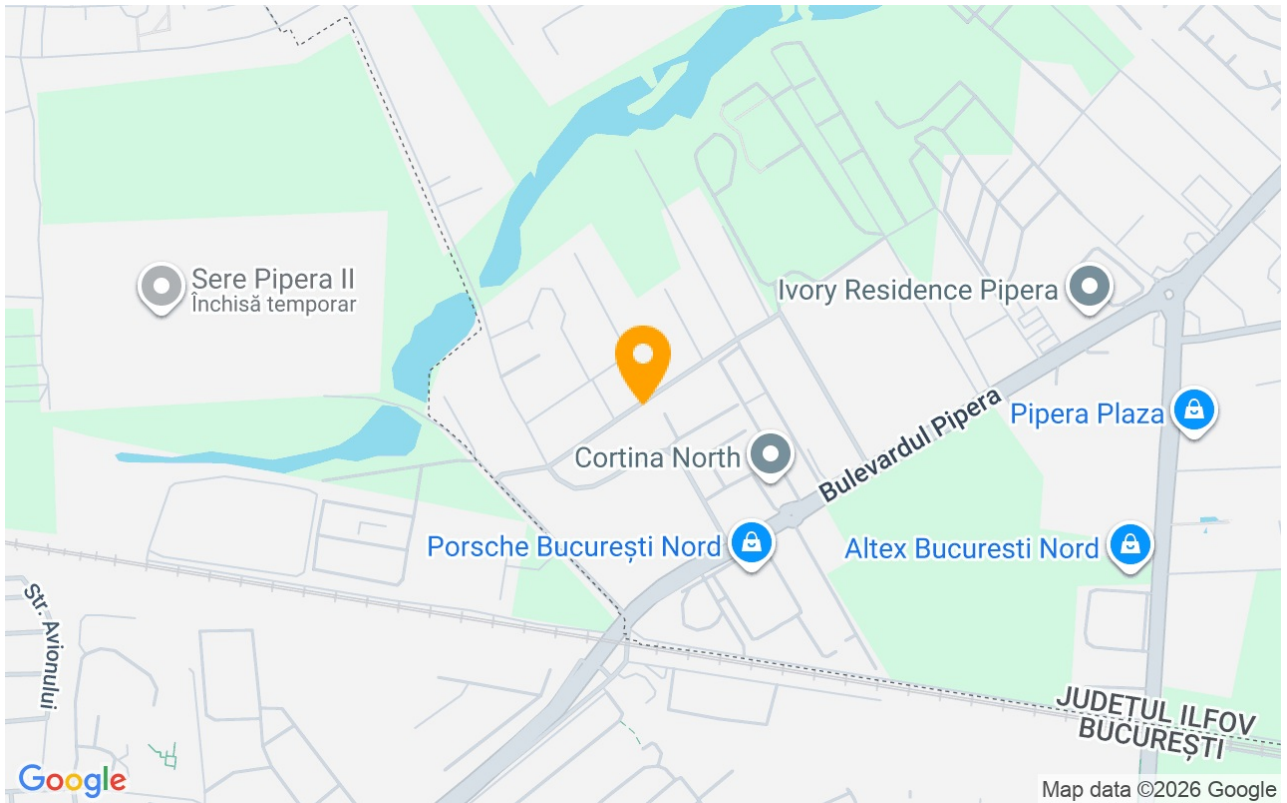 Sere Pipera II
Închisă temporar
Ivory Residence Pipera
Pipera Plaza
Bulevardul Pipera
Cortina North
Porsche București Nord
Altex Bucuresti Nord
Str. Avionului
JUDEȚUL ILFOV
BUCUREȘTI
Google
Map data ©2026 Google